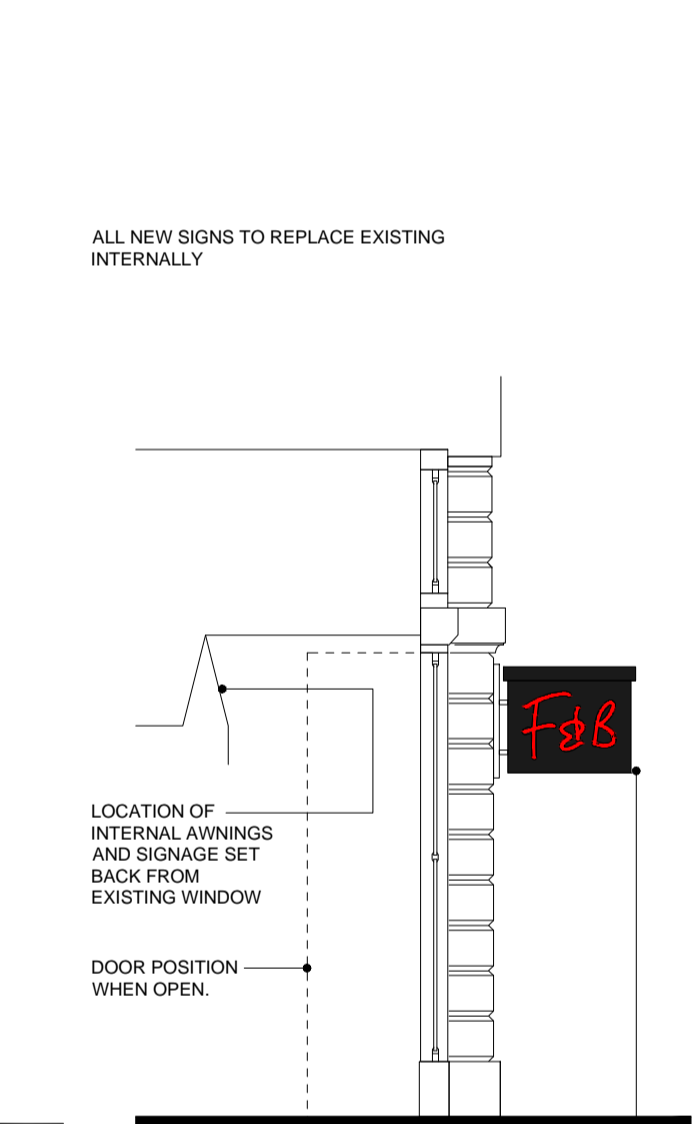 ALL NEW SIGNS TO REPLACE EXISTING
INTERNALLY
F&B
LOCATION OF
INTERNAL AWNINGS
AND SIGNAGE SET
BACK FROM
EXISTING WINDOW
DOOR POSITION
WHEN OPEN.